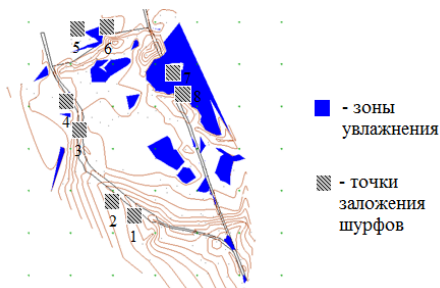 5
6
7
8
4
3
2
1
- зоны
увлажнения
- точки
заложения
шурфов